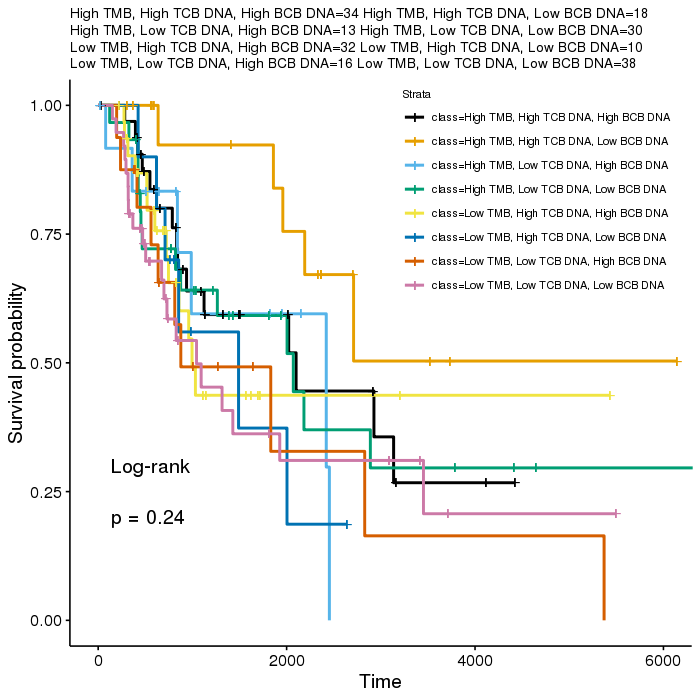 High TMB, High TCB DNA, High BCB DNA=34 High TMB, High TCB DNA, Low BCB DNA=18
High TMB, Low TCB DNA, High BCB DNA=13 High TMB, Low TCB DNA, Low BCB DNA=30
Low TMB, High TCB DNA, High BCB DNA=32 Low TMB, High TCB DNA, Low BCB DNA=10
Low TMB, Low TCB DNA, High BCB DNA=16 Low TMB, Low TCB DNA, Low BCB DNA=38
Strata
class=High TMB, High TCB DNA, High BCB DNA
class=High TMB, High TCB DNA, Low BCB DNA
class=High TMB, Low TCB DNA, High BCB DNA
class=High TMB, Low TCB DNA, Low BCB DNA
class=Low TMB, High TCB DNA, High BCB DNA
class=Low TMB, High TCB DNA, Low BCB DNA
class=Low TMB, Low TCB DNA, High BCB DNA
class=Low TMB, Low TCB DNA, Low BCB DNA
Survival probability
1.00
0.75
0.50
0.25
0.00
Log-rank
p = 0.24
0 2000 4000 6000
Time